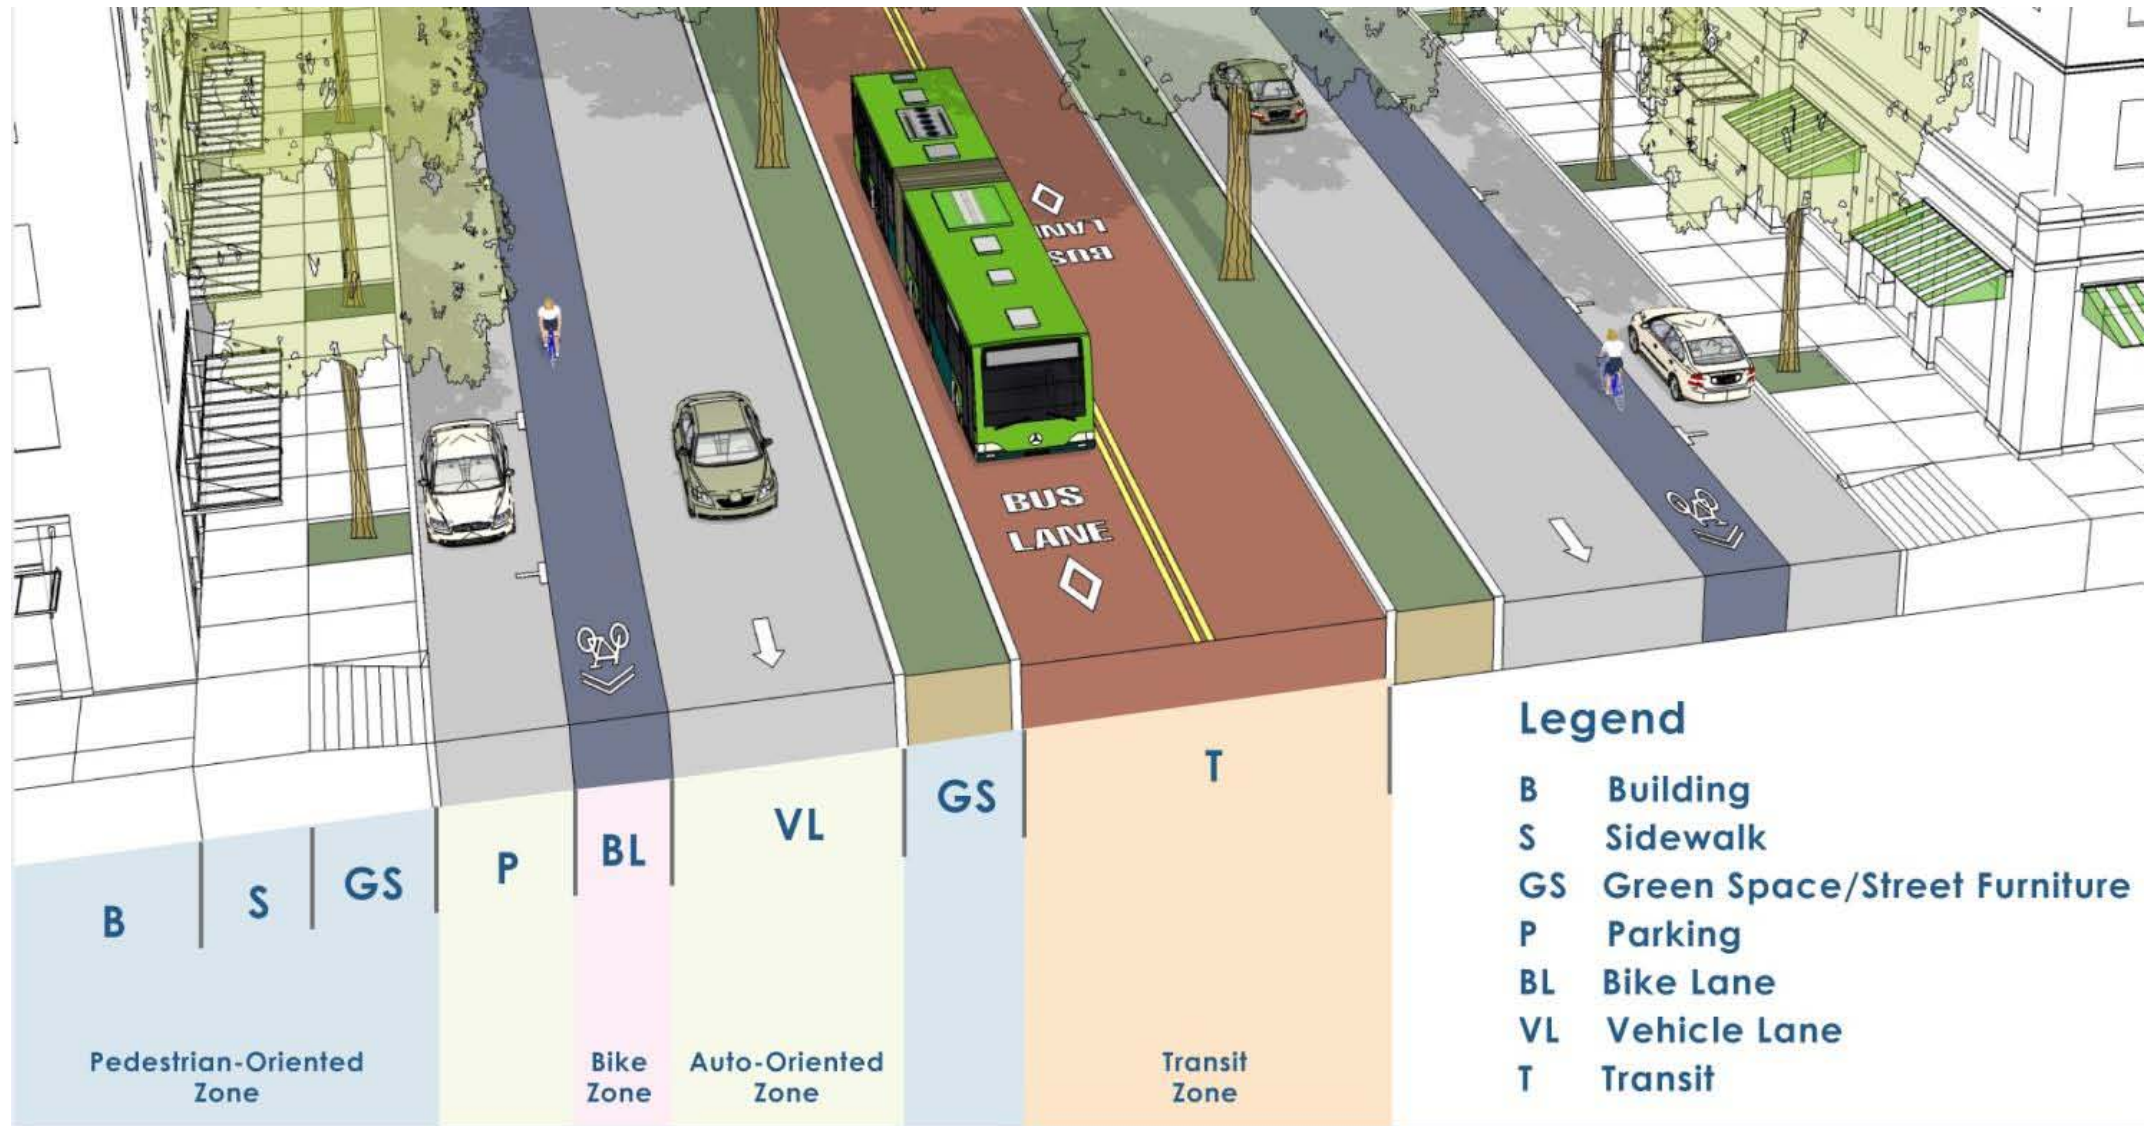 LANE
BUS
BUS
LANE
B
S
GS
P
BL
VL
GS
T
Pedestrian-Oriented
Zone
Bike
Zone
Auto-Oriented
Zone
Transit
Zone
Legend
B Building
S Sidewalk
GS Green Space/Street Furniture
P Parking
BL Bike Lane
VL Vehicle Lane
T Transit